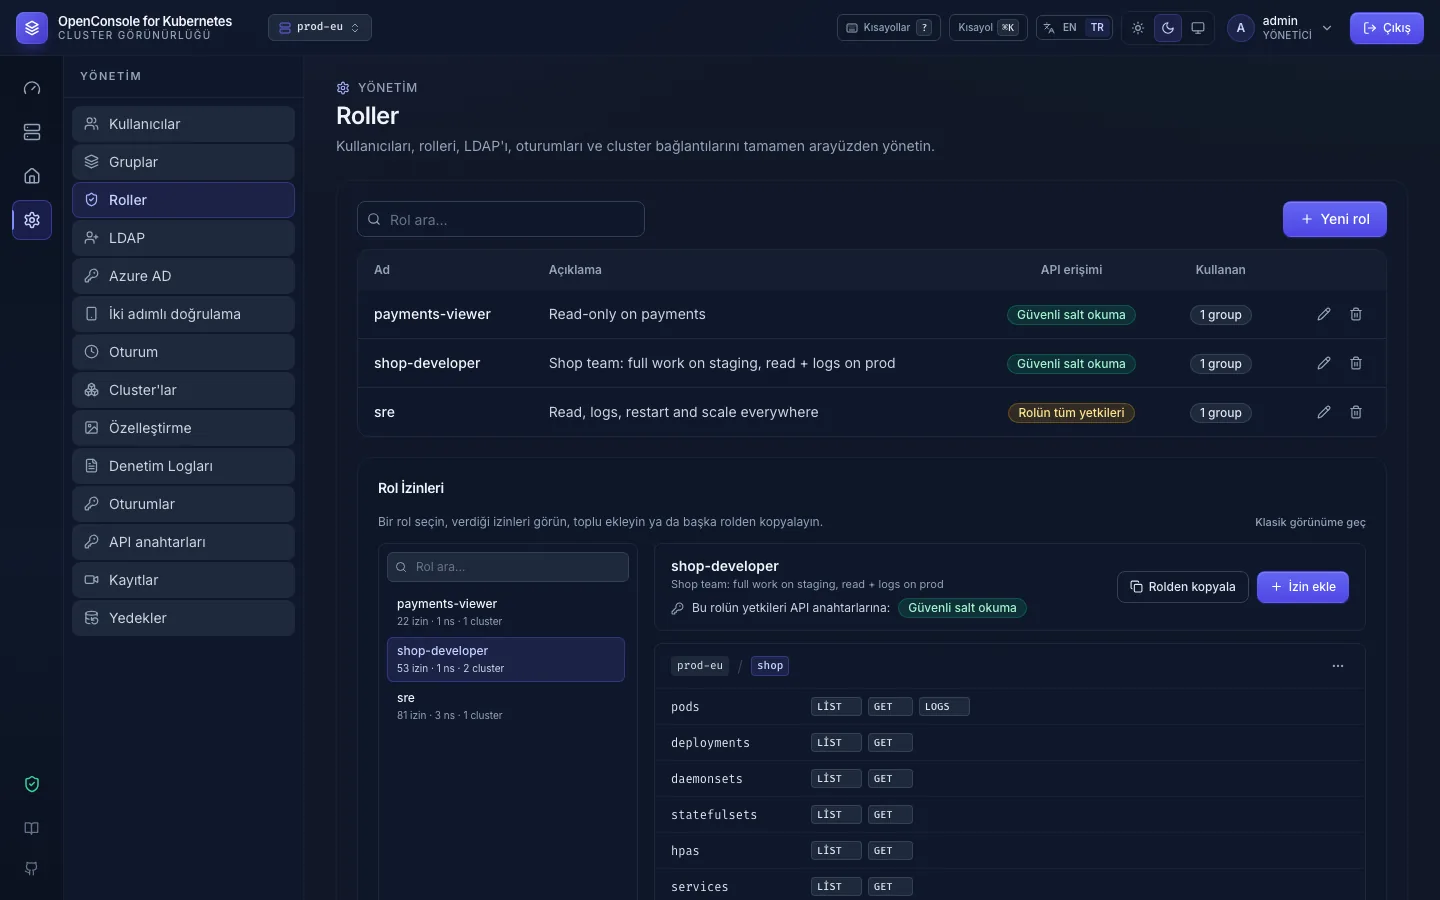 OpenConsole for Kubernetes
CLUSTER GÖRÜNÜRLÜĞÜ
prod-eu
Kısayollar ?
Kısayol ⌘K
EN TR
A
admin
YÖNETİCİ
Çıkış
YÖNETİM
Kullanıcılar
Gruplar
Roller
LDAP
Azure AD
İki adımlı doğrulama
Oturum
Cluster'lar
Özelleştirme
Denetim Logları
Oturumlar
API anahtarları
Kayıtlar
Yedekler
YÖNETİM
Roller
Kullanıcıları, rolleri, LDAP'ı, oturumları ve cluster bağlantılarını tamamen arayüzden yönetin.
Rol ara...
+ Yeni rol
Ad Açıklama API erişimi Kullanan
payments-viewer Read-only on payments Güvenli salt okuma 1 group
shop-developer Shop team: full work on staging, read + logs on prod Güvenli salt okuma 1 group
sre Read, logs, restart and scale everywhere Rolün tüm yetkileri 1 group
Rol İzinleri
Bir rol seçin, verdiği izinleri görün, toplu ekleyin ya da başka rolden kopyalayın.
Klasik görünüme geç
Rol ara...
payments-viewer
22 izin · 1 ns · 1 cluster
shop-developer
53 izin · 1 ns · 2 cluster
sre
81 izin · 3 ns · 1 cluster
shop-developer
Shop team: full work on staging, read + logs on prod
Bu rolün yetkileri API anahtarlarına: Güvenli salt okuma
Rolden kopyala
+ İzin ekle
prod-eu / shop
pods LİST GET LOGS
deployments LİST GET
daemonsets LİST GET
statefulsets LİST GET
hpas LİST GET
services LİST GET